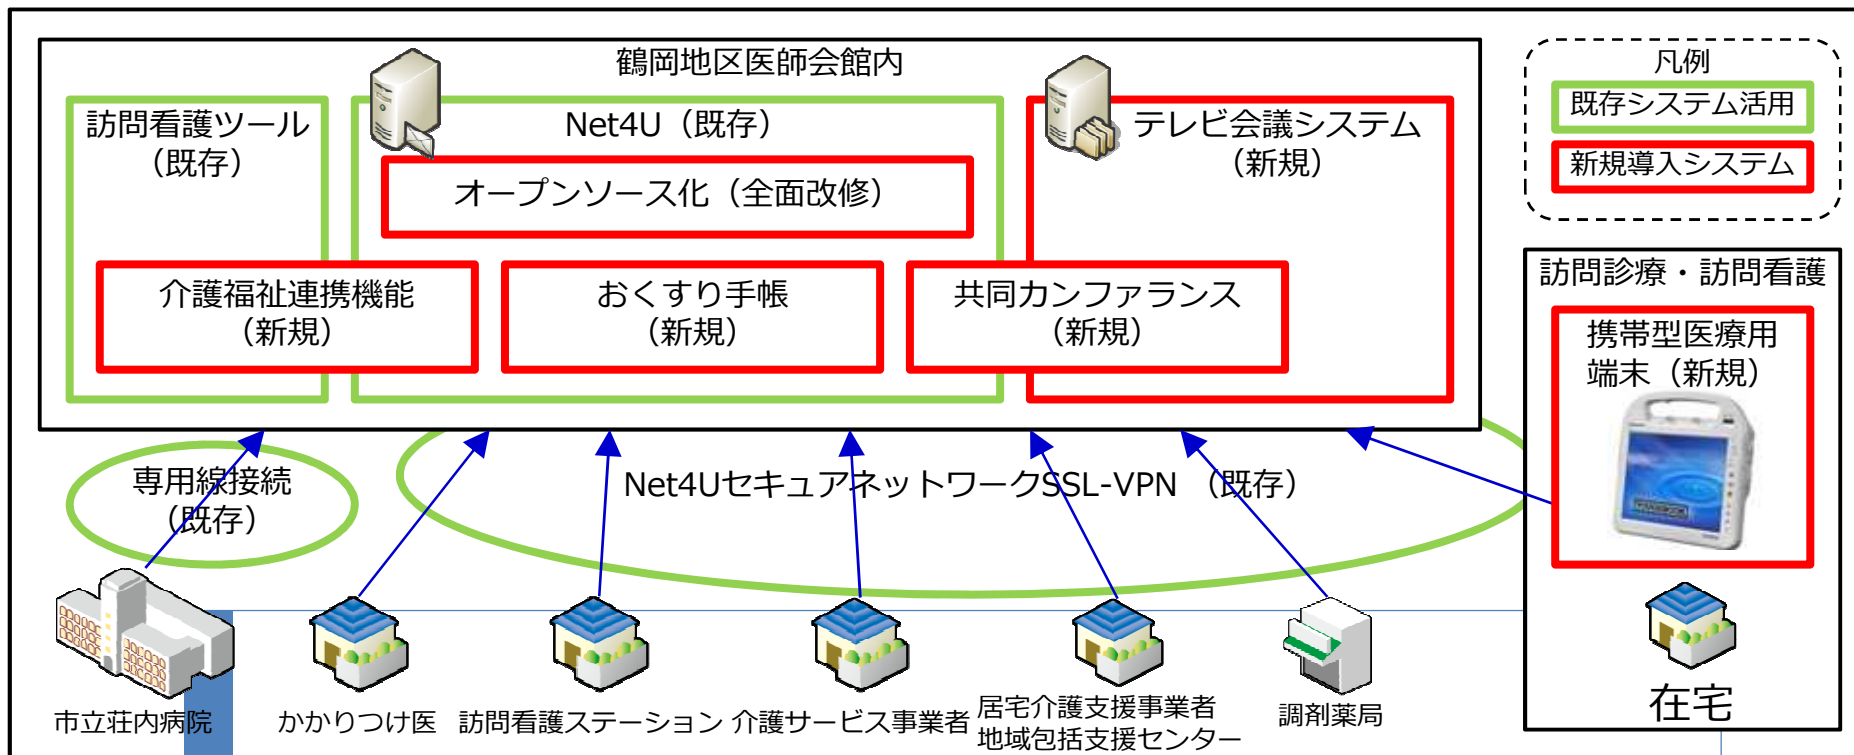 鶴岡地区医師会館内
訪問看護ツール
（既存）
Net4U（既存）
オープンソース化（全面改修）
テレビ会議システム
（新規）
介護福祉連携機能
（新規）
おくすり手帳
（新規）
共同カンファランス
（新規）
凡例
既存システム活用
新規導入システム
訪問診療・訪問看護
携帯型医療用
端末（新規）
在宅
専用線接続
（既存）
Net4UセキュアネットワークSSL-VPN （既存）
市立荘内病院
かかりつけ医
訪問看護ステーション
介護サービス事業者
居宅介護支援事業者
地域包括支援センター
調剤薬局